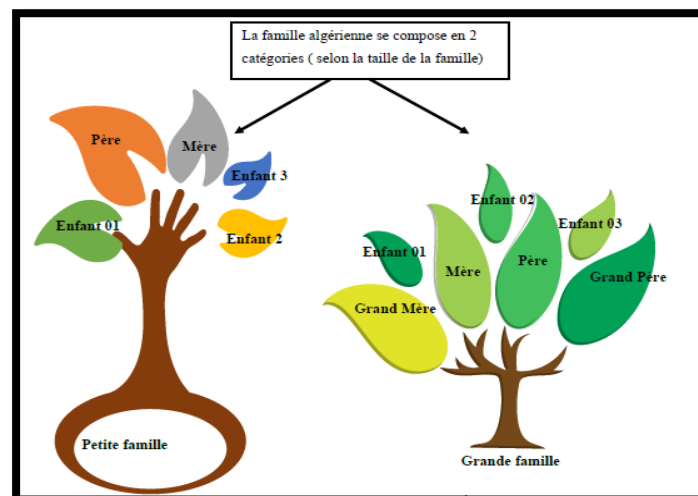 La famille algérienne se compose en 2
catégories ( selon la taille de la famille)
Père
Mère
Enfant 3
Enfant 01
Enfant 2
Petite famille
Enfant 02
Enfant 03
Enfant 01
Mère
Père
Grand Père
Grand Mère
Grande famille